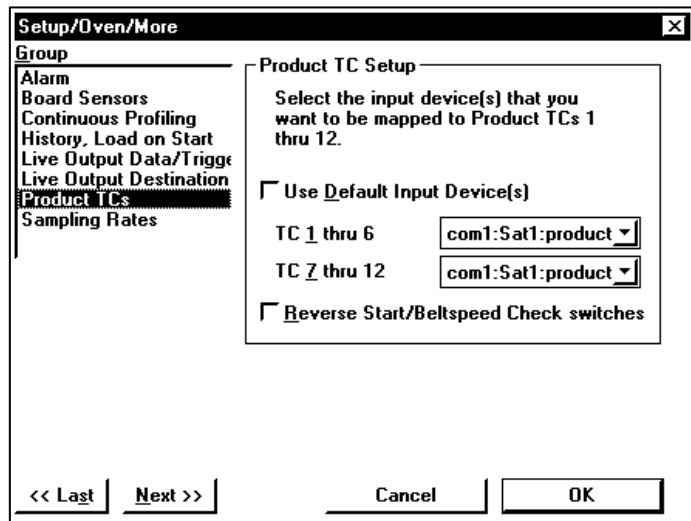 Setup/Oven/More
Group
Alarm
Board Sensors
Continuous Profiling
History, Load on Start
Live Output Data/Trigge
Live Output Destination
Product TCs
Sampling Rates
Product TC Setup
Select the input device(s) that you
want to be mapped to Product TCs 1
thru 12.
Use Default Input Device(s)
TC 1 thru 6 com1:Sat1:product
TC 7 thru 12 com1:Sat1:product
Reverse Start/Beltspeed Check switches
<< Last Next >> Cancel OK